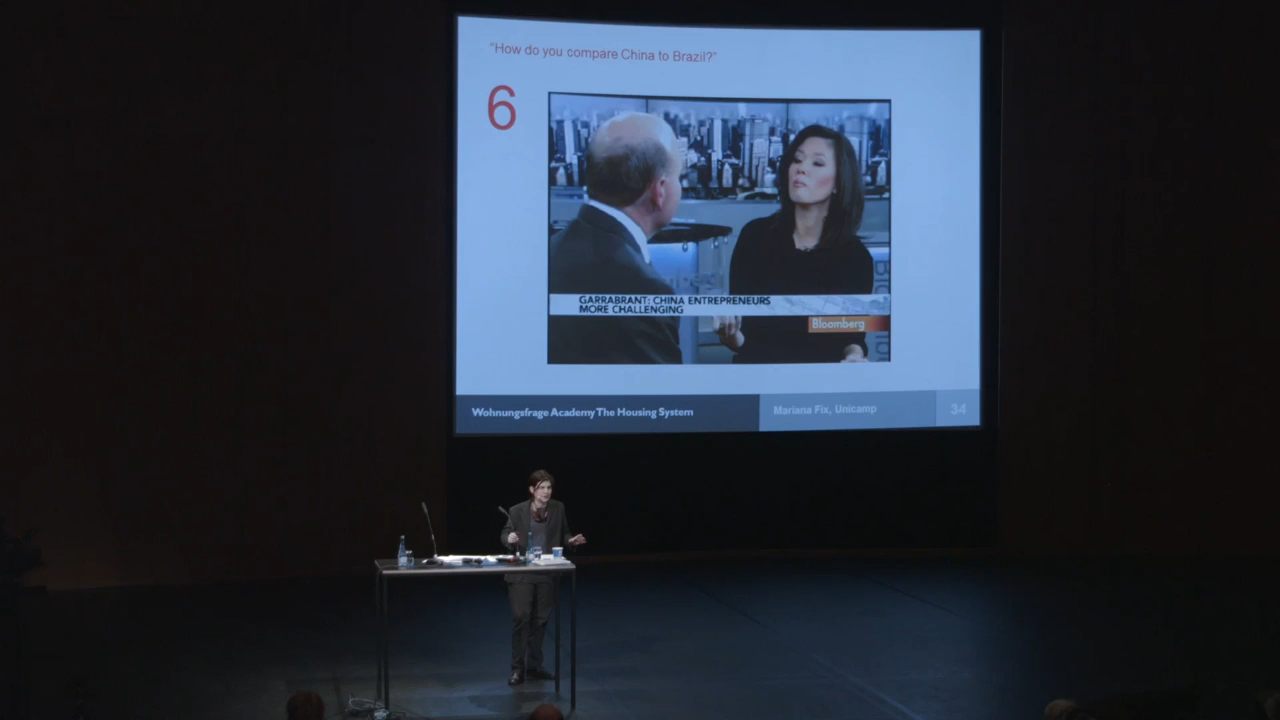 "How do you compare China to Brazil?"
6
GARRABRANT: CHINA ENTREPRENEURS
MORE CHALLENGING
Bloomberg
Wohnungsfrage Academy The Housing System
Mariana Fix, Unicamp
34